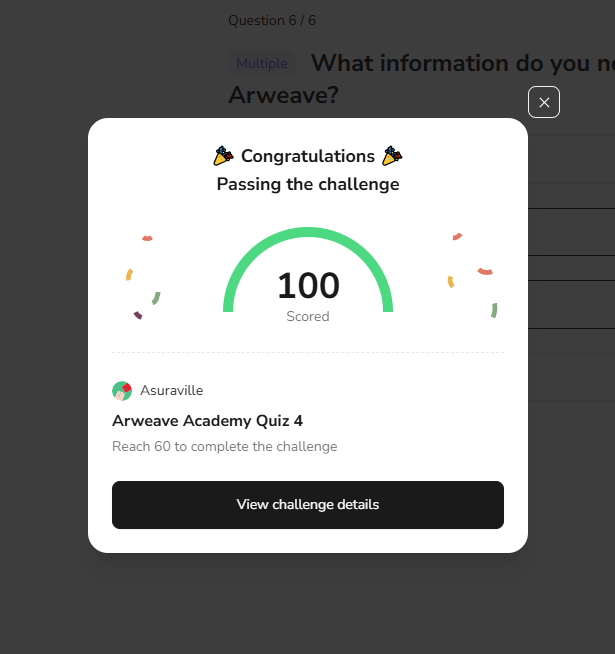 Question 6 / 6
Multiple What information do you ne
Arweave?
Congratulations
Passing the challenge
100
Scored
Asuraville
Arweave Academy Quiz 4
Reach 60 to complete the challenge
View challenge details